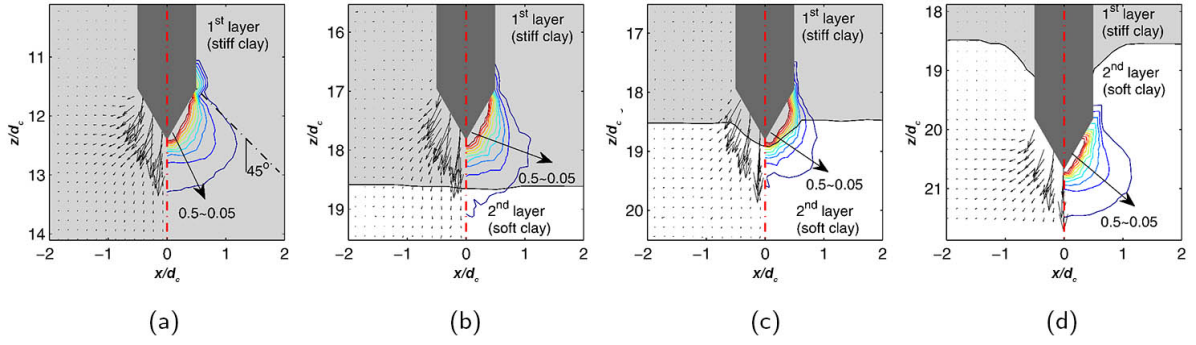 1st layer
(stiff clay)
11
12
13
14
z/dc
45°
0.5~0.05
−2 −1 0 1 2
x/dc
(a)
1st layer
(stiff clay)
16
17
18
19
z/dc
0.5~0.05
2nd layer
(soft clay)
−2 −1 0 1 2
x/dc
(b)
1st layer
(stiff clay)
17
18
19
20
z/dc
0.5~0.05
2nd layer
(soft clay)
−2 −1 0 1 2
x/dc
(c)
1st layer
(stiff clay)
2nd layer
(soft clay)
18
19
20
21
z/dc
0.5~0.05
−2 −1 0 1 2
x/dc
(d)